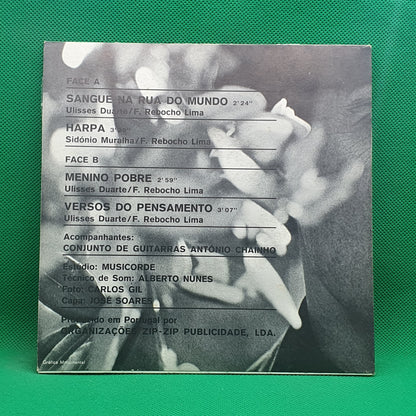 FACE A
SANGUE NA RUA DO MUNDO 2'24"
Ulisses Duarte/F. Rebocho Lima
HARPA
Sidónio Muralha/F. Rebocho Lima
FACE B
MENINO POBRE 2'59"
Ulisses Duarte/F. Rebocho Lima
VERSOS DO PENSAMENTO 3'07"
Ulisses Duarte/F. Rebocho Lima
Acompanhantes:
CONJUNTO DE GUITARRAS ANTÓNIO CHAINHO
Estúdio: MUSICORDE
Técnico de Som: ALBERTO NUNES
Foto: CARLOS GIL
Capa: JOSÉ SOARES
Produzido em Portugal por
ORGANIZAÇÕES ZIP-ZIP PUBLICIDADE, LDA.
Gráfica Monumental